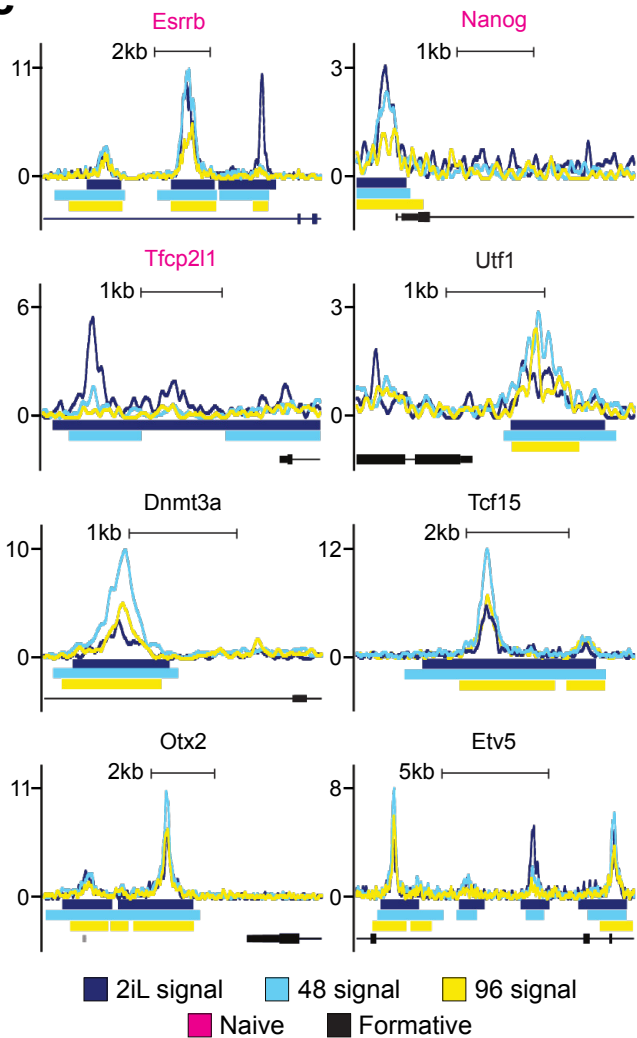 Esrrb
2kb
11
0
Nanog
1kb
3
0
Tfcp2l1
1kb
6
0
Utf1
1kb
3
0
Dnmt3a
1kb
10
0
Tcf15
2kb
12
0
Otx2
2kb
11
0
Etv5
5kb
8
0
2iL signal 48 signal 96 signal
Naive Formative